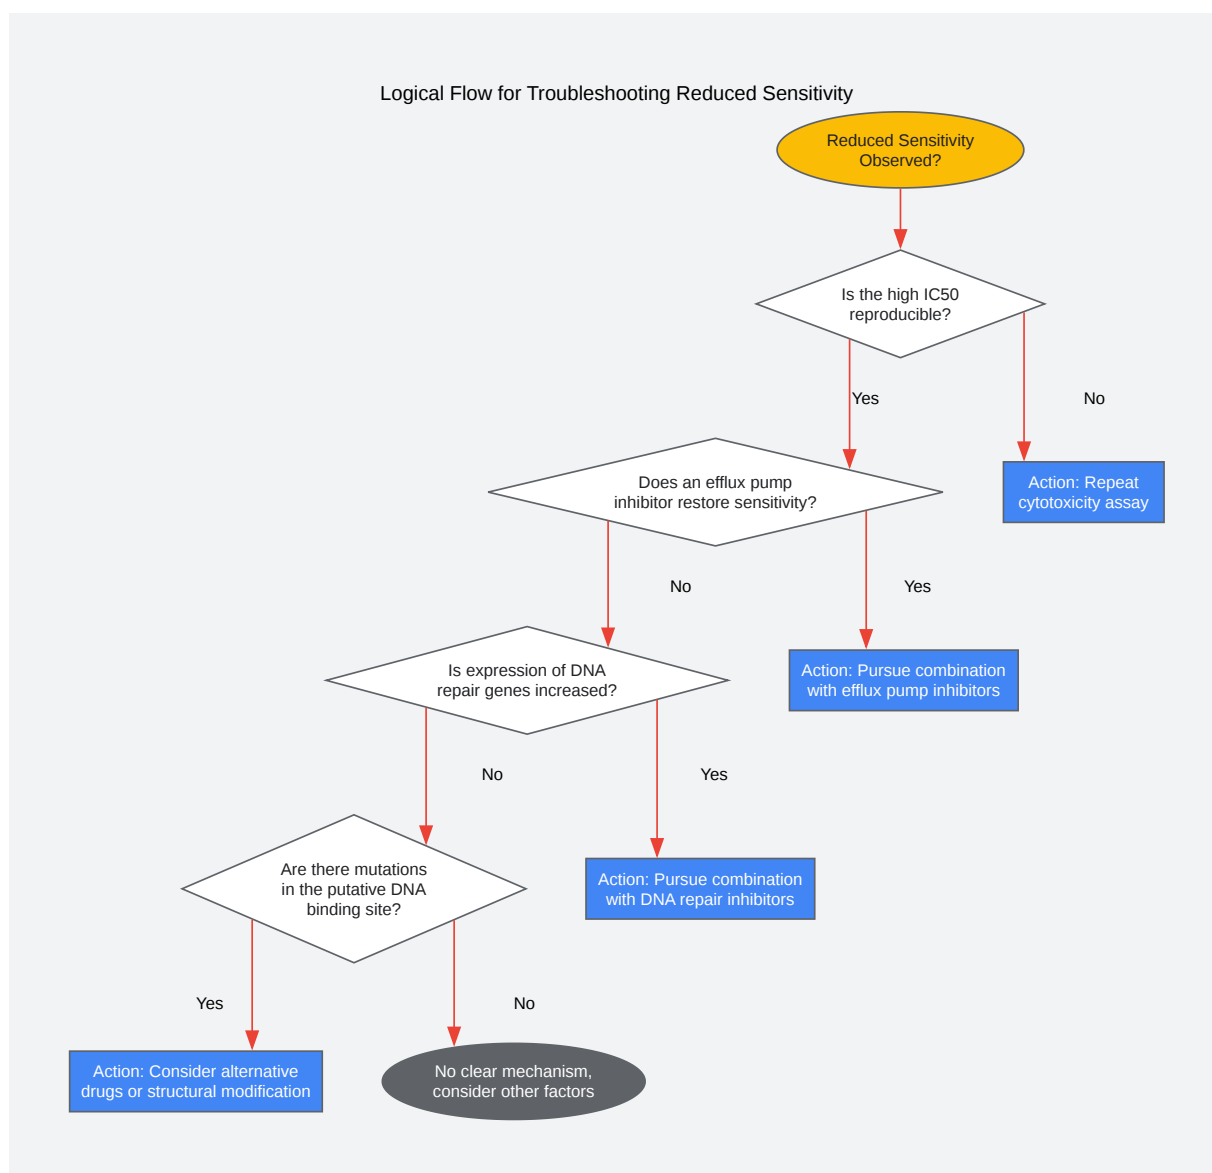 Logical Flow for Troubleshooting Reduced Sensitivity
Reduced Sensitivity
Observed?
Is the high IC50
reproducible?
Yes
No
Does an efflux pump
inhibitor restore sensitivity?
Action: Repeat
cytotoxicity assay
No
Yes
Is expression of DNA
repair genes increased?
Action: Pursue combination
with efflux pump inhibitors
No
Yes
Are there mutations
in the putative DNA
binding site?
Action: Pursue combination
with DNA repair inhibitors
Yes
No
Action: Consider alternative
drugs or structural modification
No clear mechanism,
consider other factors